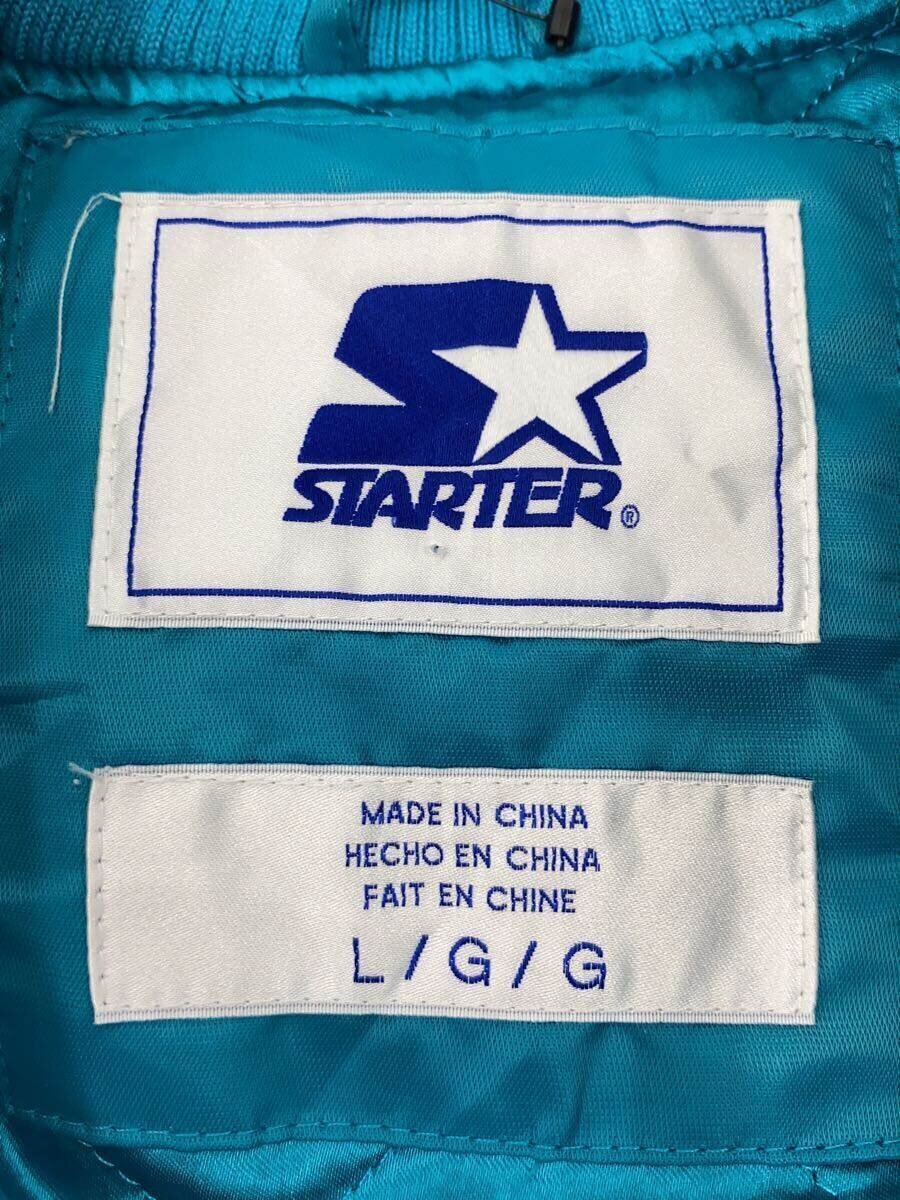 STARTER®
MADE IN CHINA
HECHO EN CHINA
FAIT EN CHINE
L / G / G